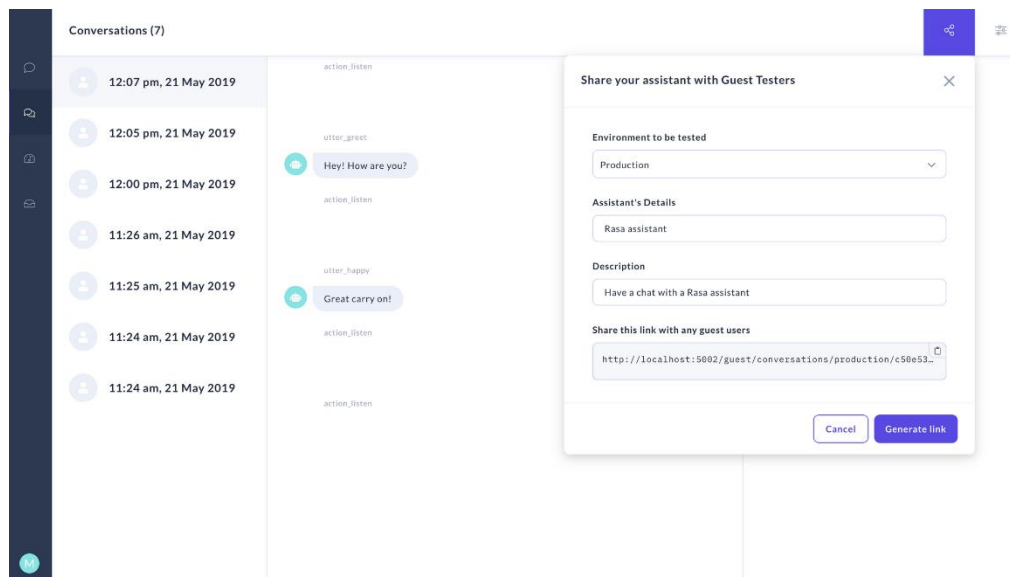 Conversations (7)
12:07 pm, 21 May 2019
12:05 pm, 21 May 2019
12:00 pm, 21 May 2019
11:26 am, 21 May 2019
11:25 am, 21 May 2019
11:24 am, 21 May 2019
11:24 am, 21 May 2019
M
action_listen
utter_greet
Hey! How are you?
action_listen
utter_happy
Great carry on!
action_listen
action_listen
Share your assistant with Guest Testers
Environment to be tested
Production
Assistant's Details
Rasa assistant
Description
Have a chat with a Rasa assistant
Share this link with any guest users
http://localhost:5002/guest/conversations/production/c50e53…
Cancel
Generate link